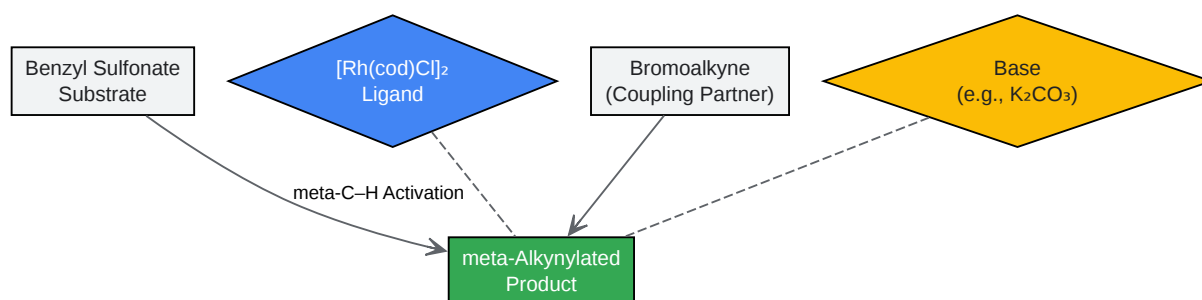 Benzyl Sulfonate
Substrate
[Rh(cod)Cl]₂
Ligand
Bromoalkyne
(Coupling Partner)
Base
(e.g., K₂CO₃)
meta-C–H Activation
meta-Alkynylated
Product